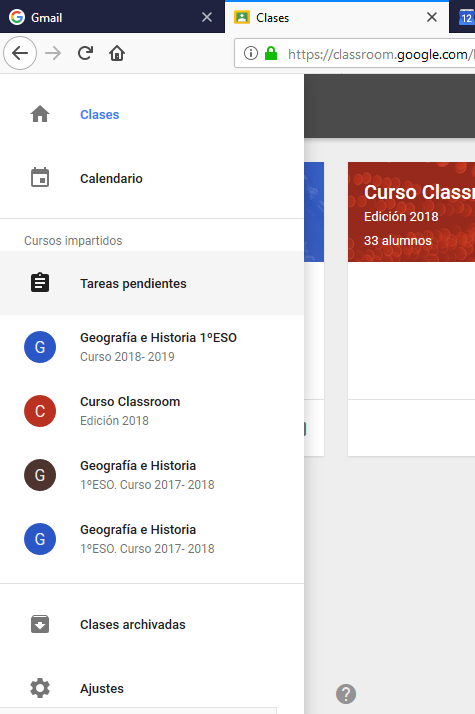 Gmail
Clases
12
https://classroom.google.com/
Clases
Calendario
Cursos impartidos
Tareas pendientes
G
Geografía e Historia 1ºESO
Curso 2018- 2019
C
Curso Classroom
Edición 2018
G
Geografía e Historia
1ºESO. Curso 2017- 2018
G
Geografía e Historia
1ºESO. Curso 2017- 2018
Clases archivadas
Ajustes
Curso Classr
Edición 2018
33 alumnos